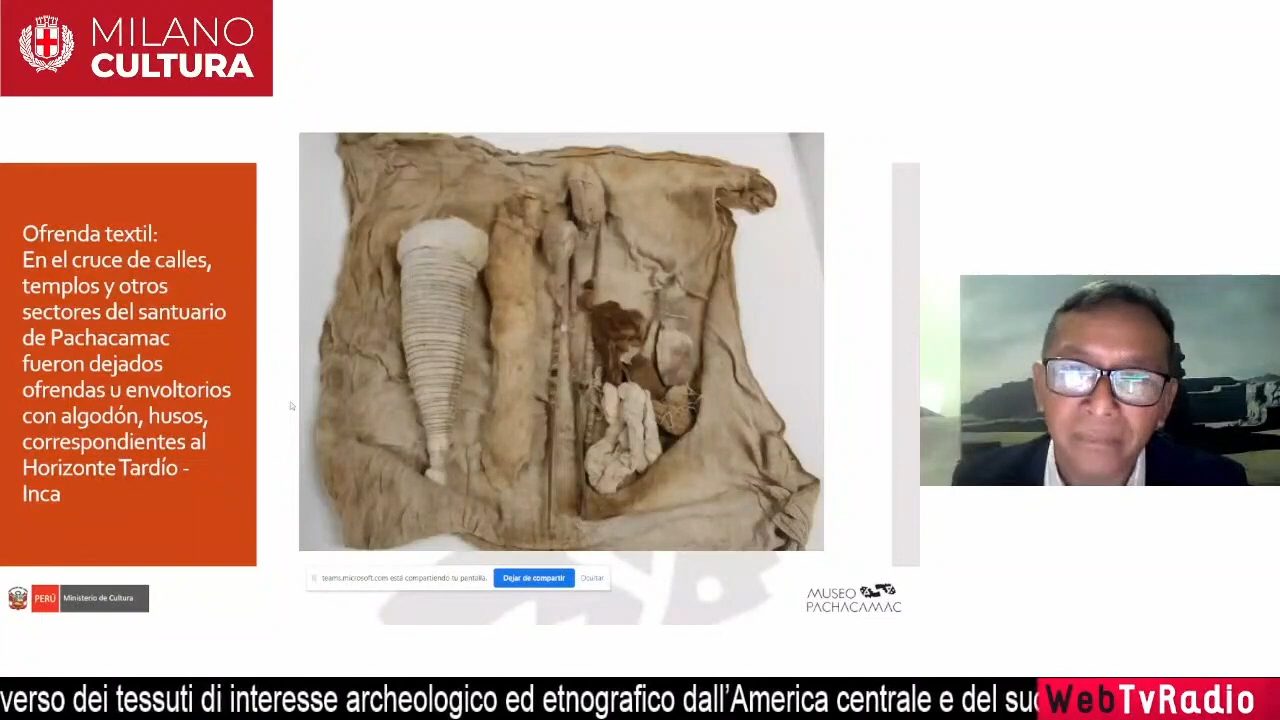 MILANO
CULTURA
Ofrenda textil:
En el cruce de calles,
templos y otros
sectores del santuario
de Pachacamac
fueron dejados
ofrendas u envoltorios
con algodón, husos,
correspondientes al
Horizonte Tardío -
Inca
teams.microsoft.com está compartiendo tu pantalla.
Dejar de compartir
Ocultar
PERÚ
Ministerio de Cultura
MUSEO
PACHACAMAC
verso dei tessuti di interesse archeologico ed etnografico dall'America centrale e del sud
WebTvRadio